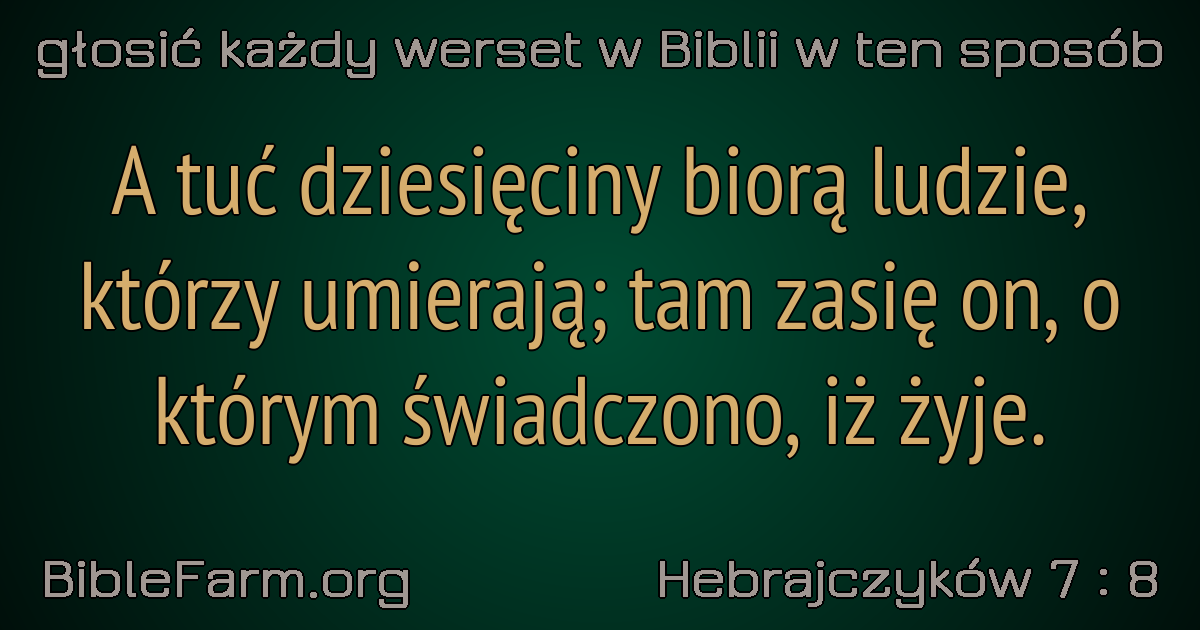 głosić każdy werset w Biblii w ten sposób
A tuć dziesięciny biorą ludzie,
którzy umierają; tam zasię on, o
którym świadczono, iż żyje.
BibleFarm.org
Hebrajczyków 7 : 8